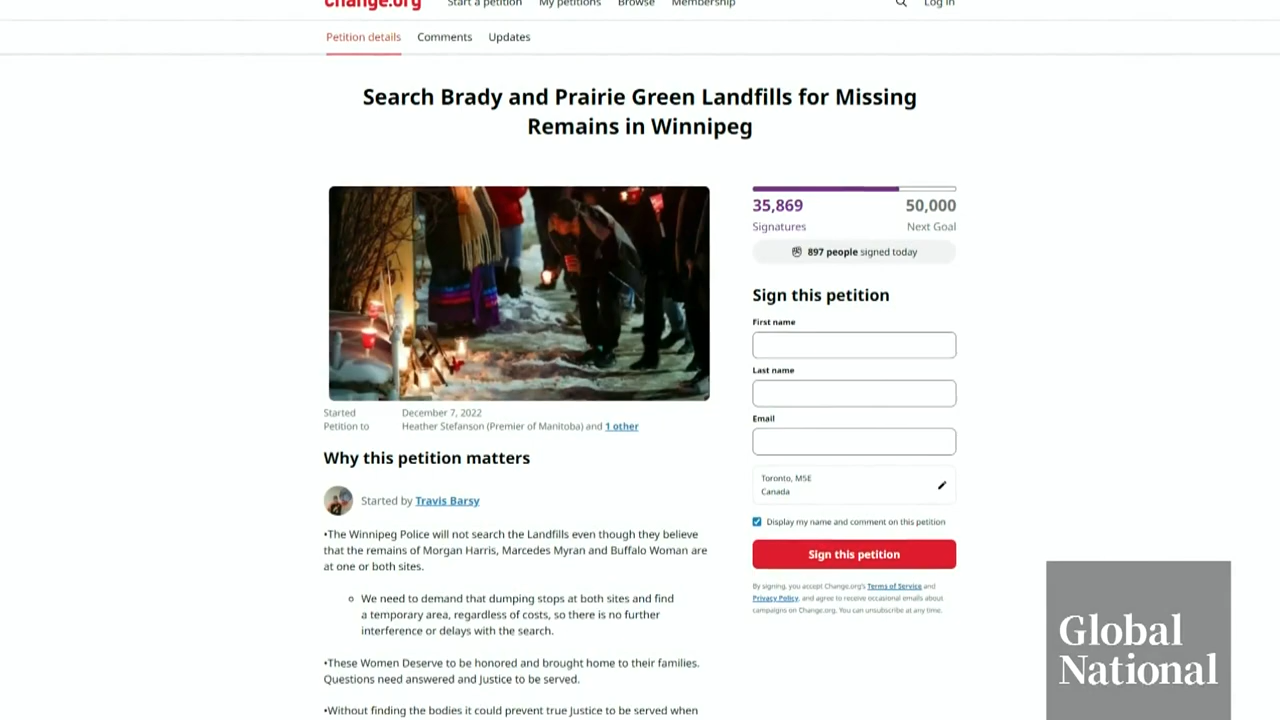 change.org Start a petition My petitions Browse Membership Log in
Petition details Comments Updates
Search Brady and Prairie Green Landfills for Missing
Remains in Winnipeg
35,869 50,000
Signatures Next Goal
897 people signed today
Sign this petition
First name
Last name
Email
Toronto, M5E
Canada
Display my name and comment on this petition
Sign this petition
By signing, you accept Change.org's Terms of Service and
Privacy Policy, and agree to receive occasional emails about
campaigns on Change.org. You can unsubscribe at any time.
Started December 7, 2022
Petition to Heather Stefanson (Premier of Manitoba) and 1 other
Why this petition matters
Started by Travis Barsy
•The Winnipeg Police will not search the Landfills even though they believe
that the remains of Morgan Harris, Marcedes Myran and Buffalo Woman are
at one or both sites.
We need to demand that dumping stops at both sites and find
a temporary area, regardless of costs, so there is no further
interference or delays with the search.
•These Women Deserve to be honored and brought home to their families.
Questions need answered and Justice to be served.
•Without finding the bodies it could prevent true Justice to be served when
Global
National